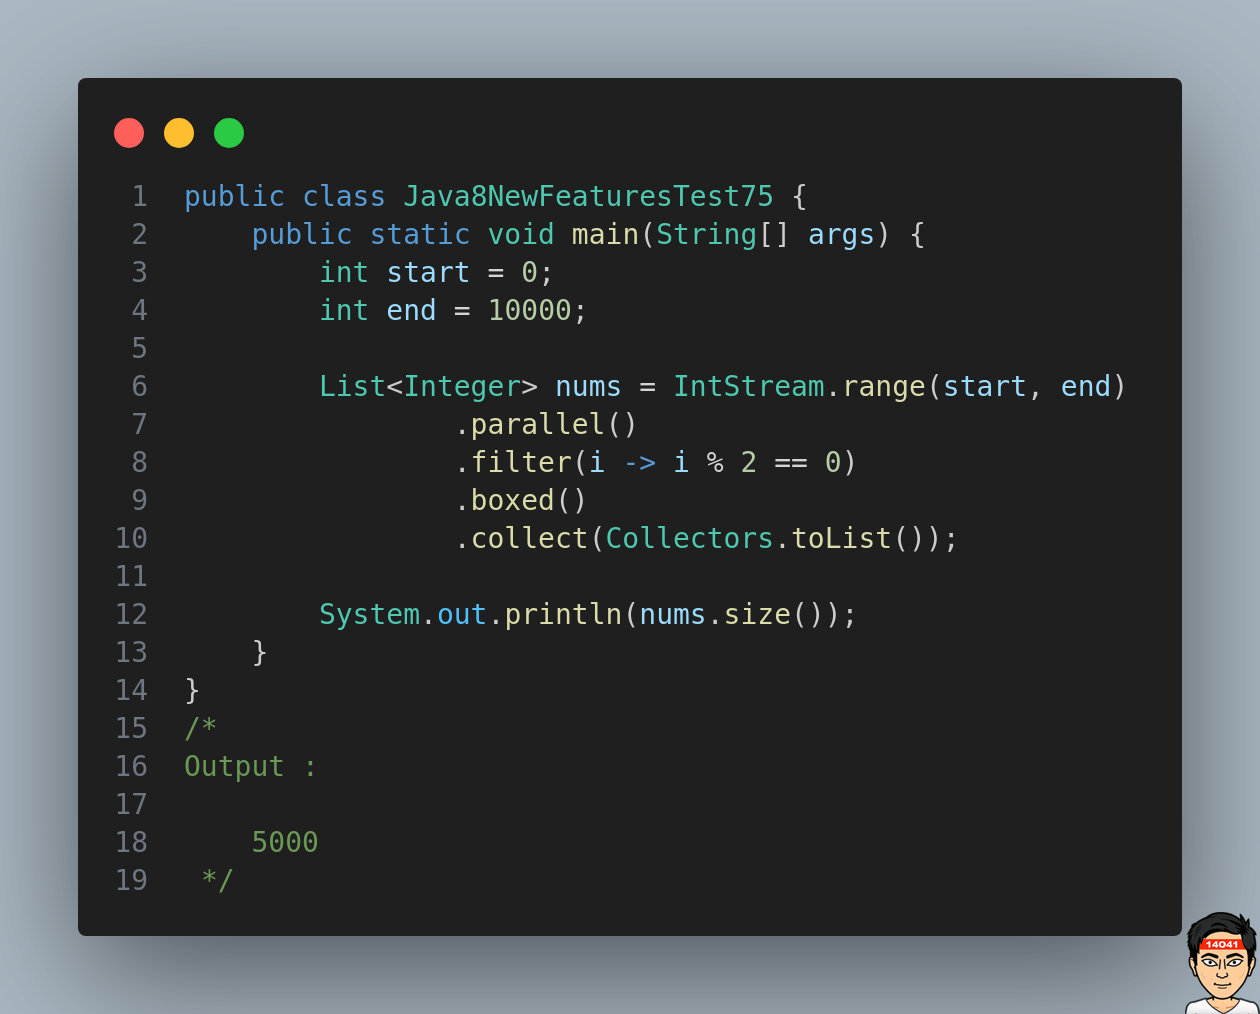 1 public class Java8NewFeaturesTest75 {
2     public static void main(String[] args) {
3         int start = 0;
4         int end = 10000;
5
6         List<Integer> nums = IntStream.range(start, end)
7                 .parallel()
8                 .filter(i -> i % 2 == 0)
9                 .boxed()
10                 .collect(Collectors.toList());
11
12         System.out.println(nums.size());
13     }
14 }
15 /*
16 Output :
17
18     5000
19  */
14041